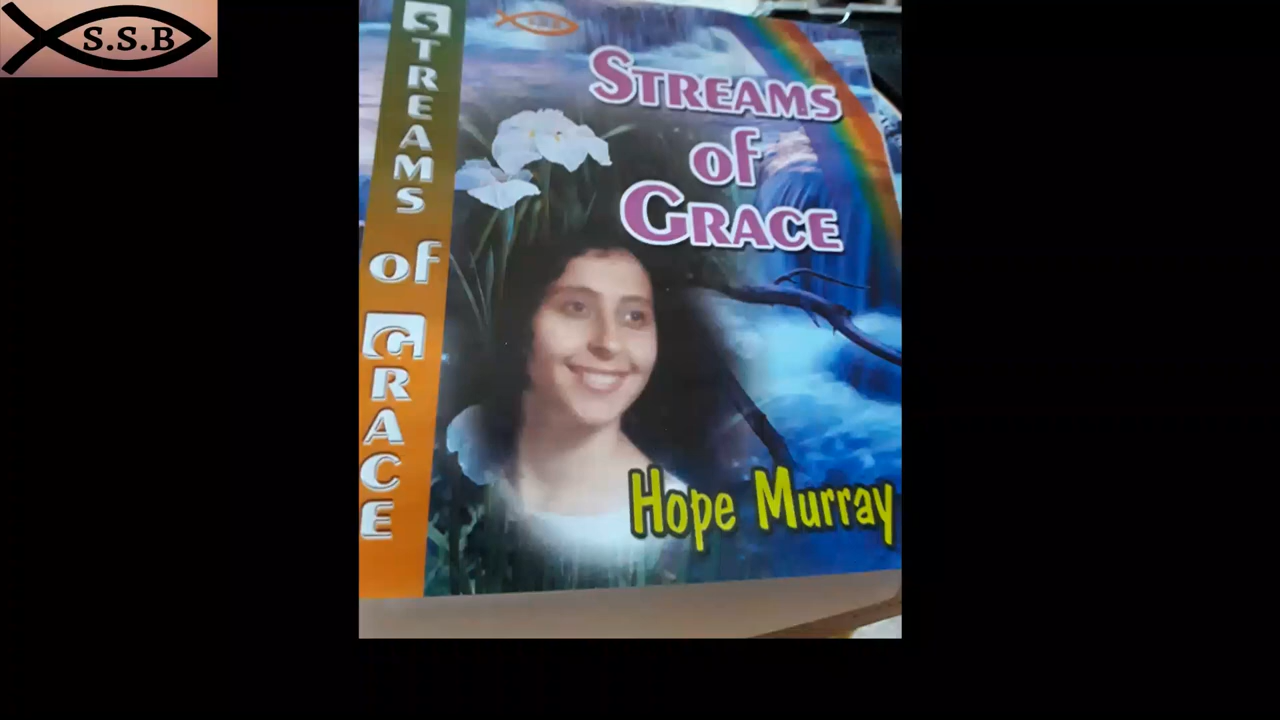 S.S.B
STREAMS of GRACE
STREAMS
of
GRACE
Hope Murray